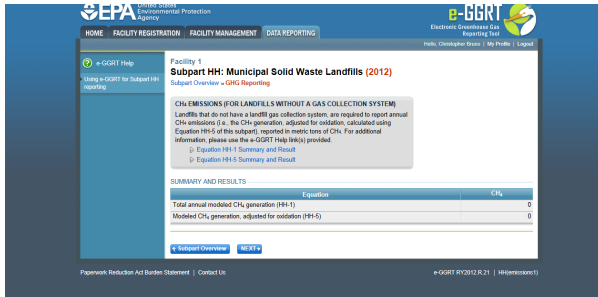 United States
EPA Environmental Protection
Agency
e-GGRT
Electronic Greenhouse Gas
Reporting Tool
HOME FACILITY REGISTRATION FACILITY MANAGEMENT DATA REPORTING
Hello, Christopher Bruso | My Profile | Logout
e-GGRT Help
Using e-GGRT for Subpart HH
reporting
Facility 1
Subpart HH: Municipal Solid Waste Landfills (2012)
Subpart Overview » GHG Reporting
CH₄ EMISSIONS (FOR LANDFILLS WITHOUT A GAS COLLECTION SYSTEM)
Landfills that do not have a landfill gas collection system, are required to report annual
CH₄ emissions (i.e., the CH₄ generation, adjusted for oxidation, calculated using
Equation HH-5 of this subpart), reported in metric tons of CH₄. For additional
information, please use the e-GGRT Help link(s) provided.
Equation HH-1 Summary and Result
Equation HH-5 Summary and Result
SUMMARY AND RESULTS
Equation CH₄
Total annual modeled CH₄ generation (HH-1) 0
Modeled CH₄ generation, adjusted for oxidation (HH-5) 0
Subpart Overview NEXT
Paperwork Reduction Act Burden Statement | Contact Us e-GGRT RY2012.R.21 | HH(emissions1)